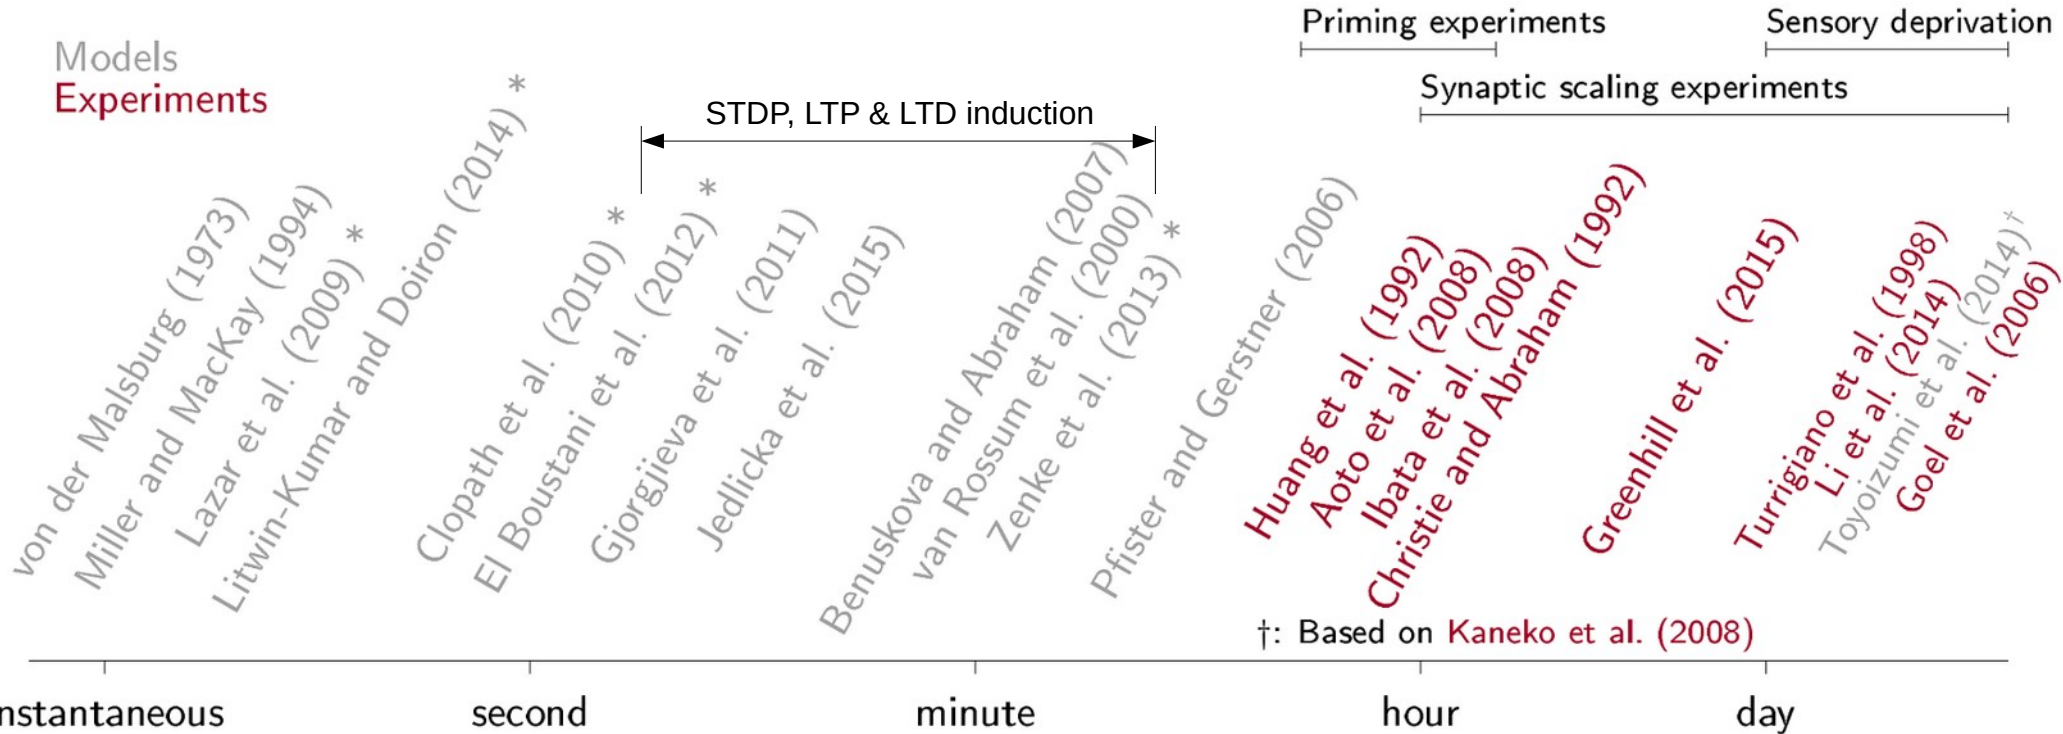 Models
Experiments
Priming experiments
Sensory deprivation
Synaptic scaling experiments
STDP, LTP & LTD induction
von der Malsburg (1973)
Miller and MacKay (1994)
Lazar et al. (2009) *
Litwin-Kumar and Doiron (2014) *
Clopath et al. (2010) *
El Boustani et al. (2012) *
Gjorgjieva et al. (2011)
Jedlicka et al. (2015)
Benuskova and Abraham (2007)
van Rossum et al. (2000)
Zenke et al. (2013) *
Pfister and Gerstner (2006)
Huang et al. (1992)
Aoto et al. (2008)
Ibata et al. (2008)
Christie and Abraham (1992)
Greenhill et al. (2015)
Turrigiano et al. (1998)
Li et al. (2014)
Toyoizumi et al. (2014)†
Goel et al. (2006)
†: Based on Kaneko et al. (2008)
nstantaneous
second
minute
hour
day